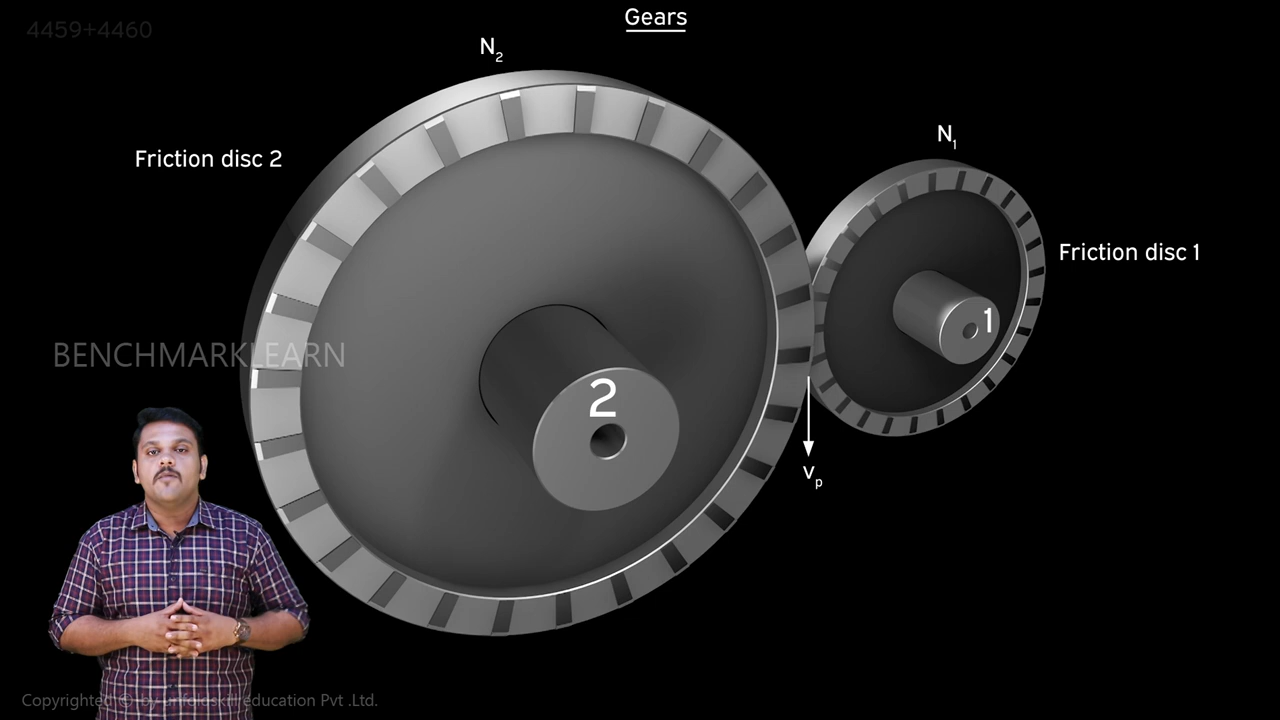 4459+4460
Gears
N₂
N₁
Friction disc 2
Friction disc 1
1
BENCHMARKLEARN
2
vₚ
Copyrighted © by unfoldskill education Pvt .Ltd.